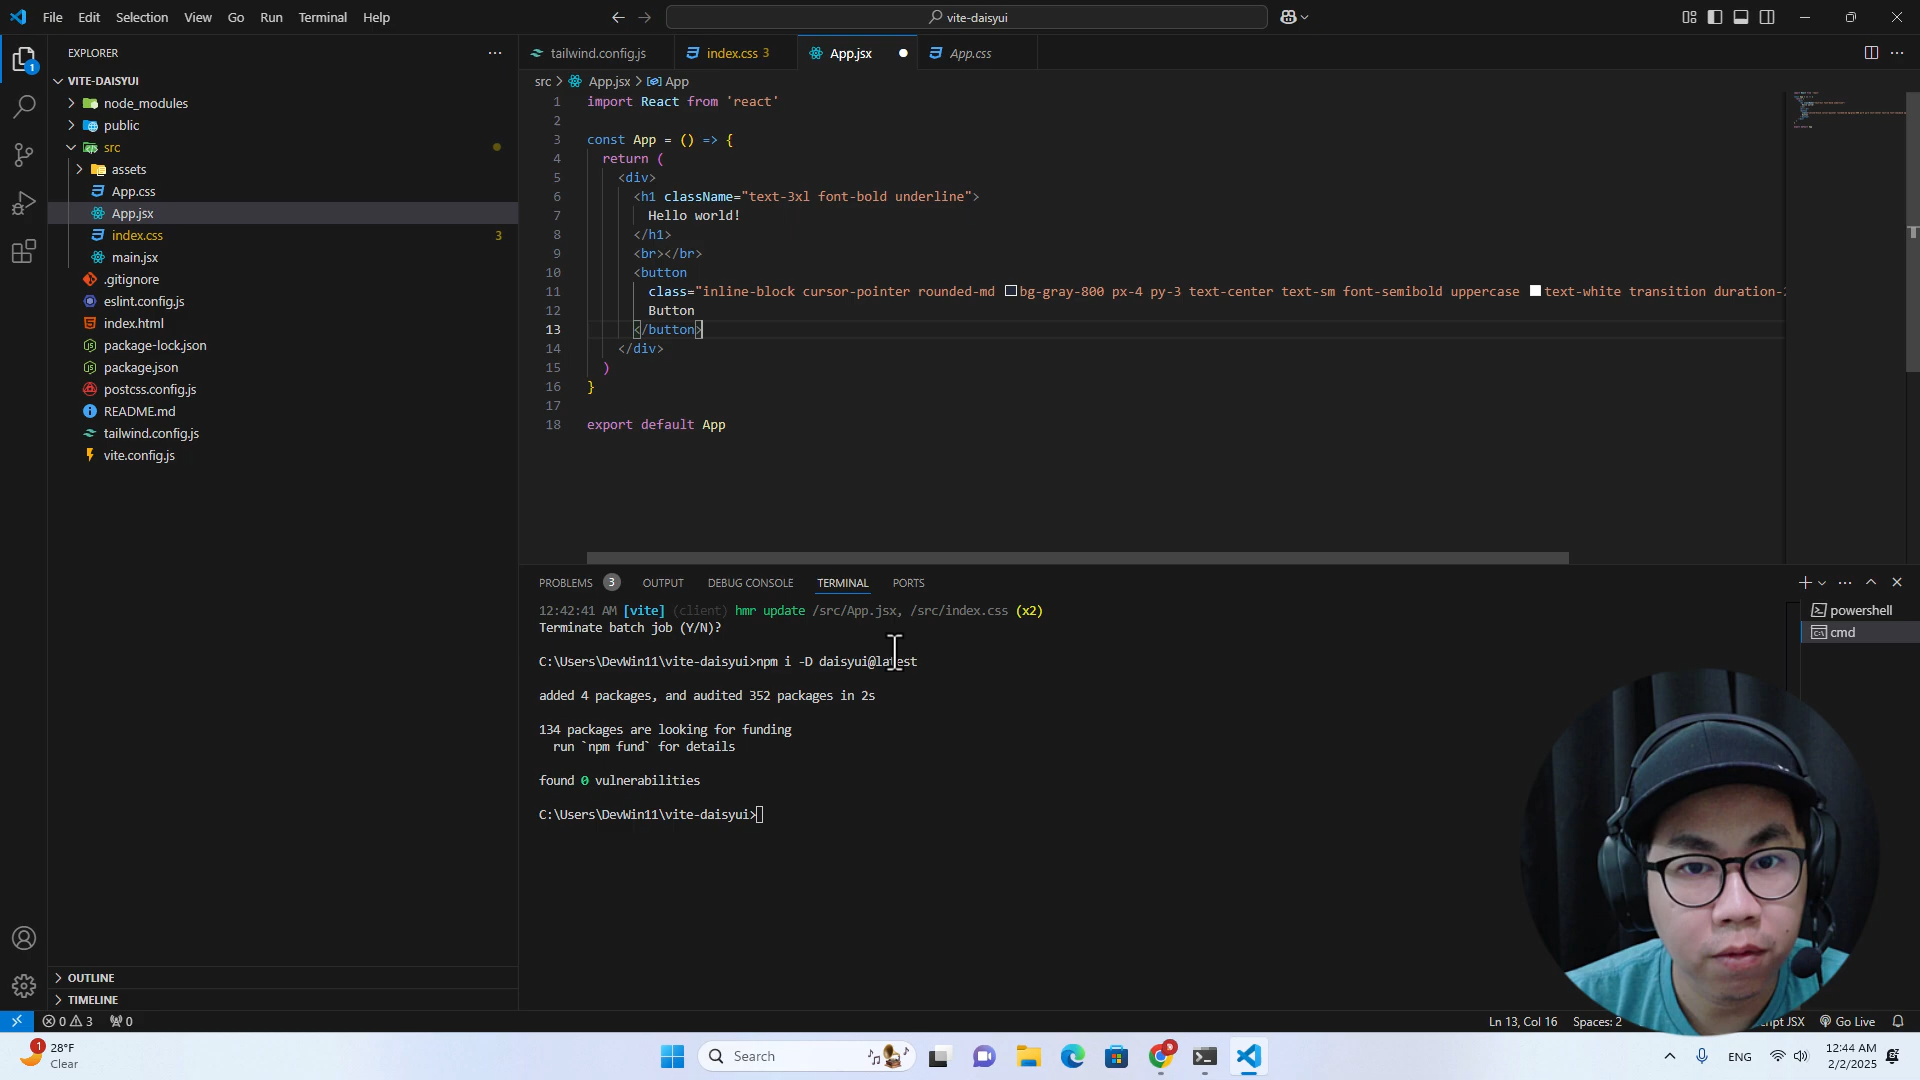 File Edit Selection View Go Run Terminal Help
vite-daisyui
EXPLORER
tailwind.config.js
index.css 3
App.jsx
App.css
src > App.jsx > App
1
VITE-DAISYUI
node_modules
public
src
assets
App.css
App.jsx
index.css 3
main.jsx
.gitignore
eslint.config.js
index.html
package-lock.json
package.json
postcss.config.js
README.md
tailwind.config.js
vite.config.js
OUTLINE
TIMELINE
1 import React from 'react'
2
3 const App = () => {
4 return (
5 <div>
6 <h1 className="text-3xl font-bold underline">
7 Hello world!
8 </h1>
9 <br></br>
10 <button
11 class="inline-block cursor-pointer rounded-md bg-gray-800 px-4 py-3 text-center text-sm font-semibold uppercase text-white transition duration-
12 Button
13 </button>
14 </div>
15 )
16 }
17
18 export default App
PROBLEMS 3 OUTPUT DEBUG CONSOLE TERMINAL PORTS
12:42:41 AM [vite] (client) hmr update /src/App.jsx, /src/index.css (x2)
Terminate batch job (Y/N)?
C:\Users\DevWin11\vite-daisyui>npm i -D daisyui@latest
added 4 packages, and audited 352 packages in 2s
134 packages are looking for funding
run `npm fund` for details
found 0 vulnerabilities
C:\Users\DevWin11\vite-daisyui>
powershell
cmd
0 3 0
Ln 13, Col 16 Spaces: 2 JSX Go Live
1 28°F
Clear
Search
ENG
12:44 AM
2/2/2025